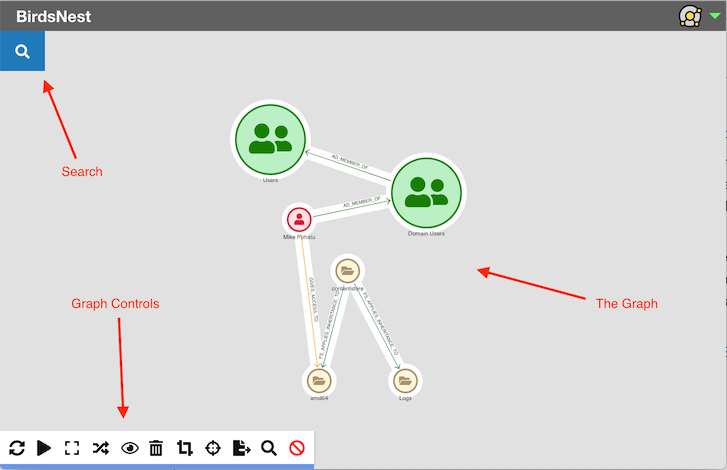 BirdsNest
Search
Users
AD_MEMBER_OF
Domain Users
AD_MEMBER_OF
Mike Pohatu
contentstore
The Graph
Graph Controls
GIVES_ACCESS_TO
FS_APPLIES_INHERITANCE_TO
FS_APPLIES_INHERITANCE_TO
amd64
Logs